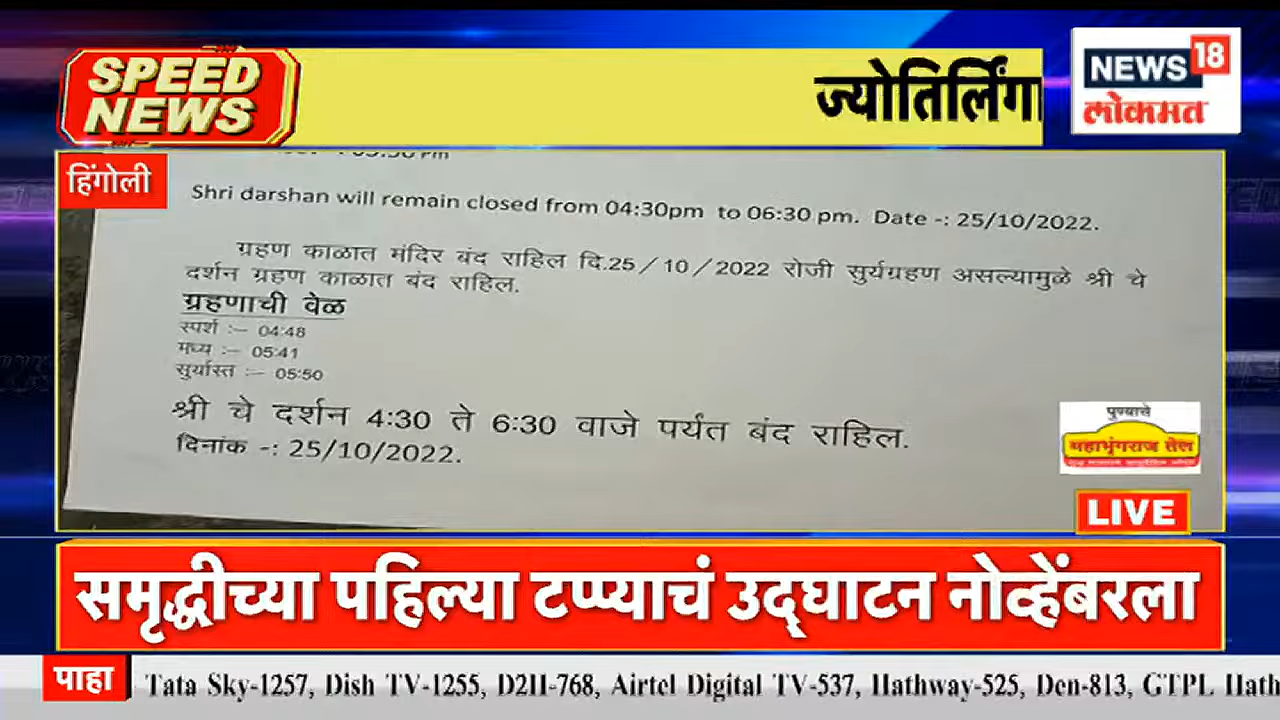 SPEED
NEWS
ज्योतिर्लिंगा
NEWS 18
लोकमत
हिंगोली
Shri darshan will remain closed from 04:30pm to 06:30 pm. Date -: 25/10/2022.
ग्रहण काळात मंदिर बंद राहिल दि.25/10/2022 रोजी सुर्यग्रहण असल्यामुळे श्री चे
दर्शन ग्रहण काळात बंद राहिल.
ग्रहणाची वेळ
स्पर्श :— 04:48
मध्य :— 05:41
सुर्यास्त :— 05:50
श्री चे दर्शन 4:30 ते 6:30 वाजे पर्यंत बंद राहिल.
दिनांक -: 25/10/2022.
पुण्याचे
महाभृंगराज तेल
LIVE
समृद्धीच्या पहिल्या टप्प्याचं उद्घाटन नोव्हेंबरला
पाहा
Tata Sky-1257, Dish TV-1255, D2H-768, Airtel Digital TV-537, Hathway-525, Den-813, GTPL Hath